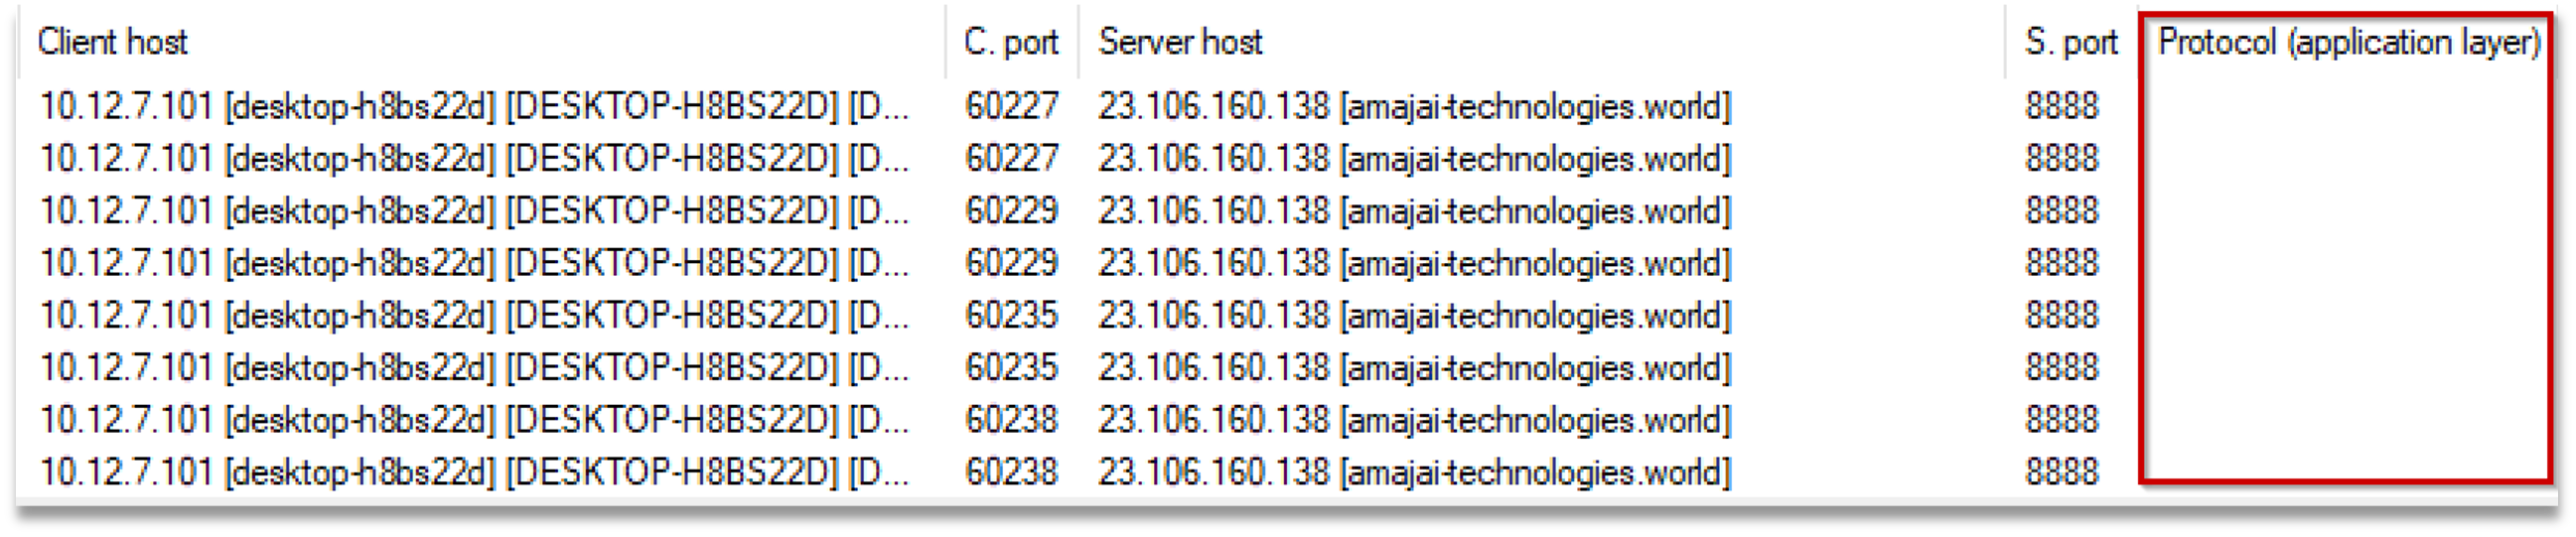 Client host C. port Server host S. port Protocol (application layer)
10.12.7.101 [desktop-h8bs22d] [DESKTOP-H8BS22D] [D... 60227 23.106.160.138 [amajai-technologies.world] 8888
10.12.7.101 [desktop-h8bs22d] [DESKTOP-H8BS22D] [D... 60227 23.106.160.138 [amajai-technologies.world] 8888
10.12.7.101 [desktop-h8bs22d] [DESKTOP-H8BS22D] [D... 60229 23.106.160.138 [amajai-technologies.world] 8888
10.12.7.101 [desktop-h8bs22d] [DESKTOP-H8BS22D] [D... 60229 23.106.160.138 [amajai-technologies.world] 8888
10.12.7.101 [desktop-h8bs22d] [DESKTOP-H8BS22D] [D... 60235 23.106.160.138 [amajai-technologies.world] 8888
10.12.7.101 [desktop-h8bs22d] [DESKTOP-H8BS22D] [D... 60235 23.106.160.138 [amajai-technologies.world] 8888
10.12.7.101 [desktop-h8bs22d] [DESKTOP-H8BS22D] [D... 60238 23.106.160.138 [amajai-technologies.world] 8888
10.12.7.101 [desktop-h8bs22d] [DESKTOP-H8BS22D] [D... 60238 23.106.160.138 [amajai-technologies.world] 8888